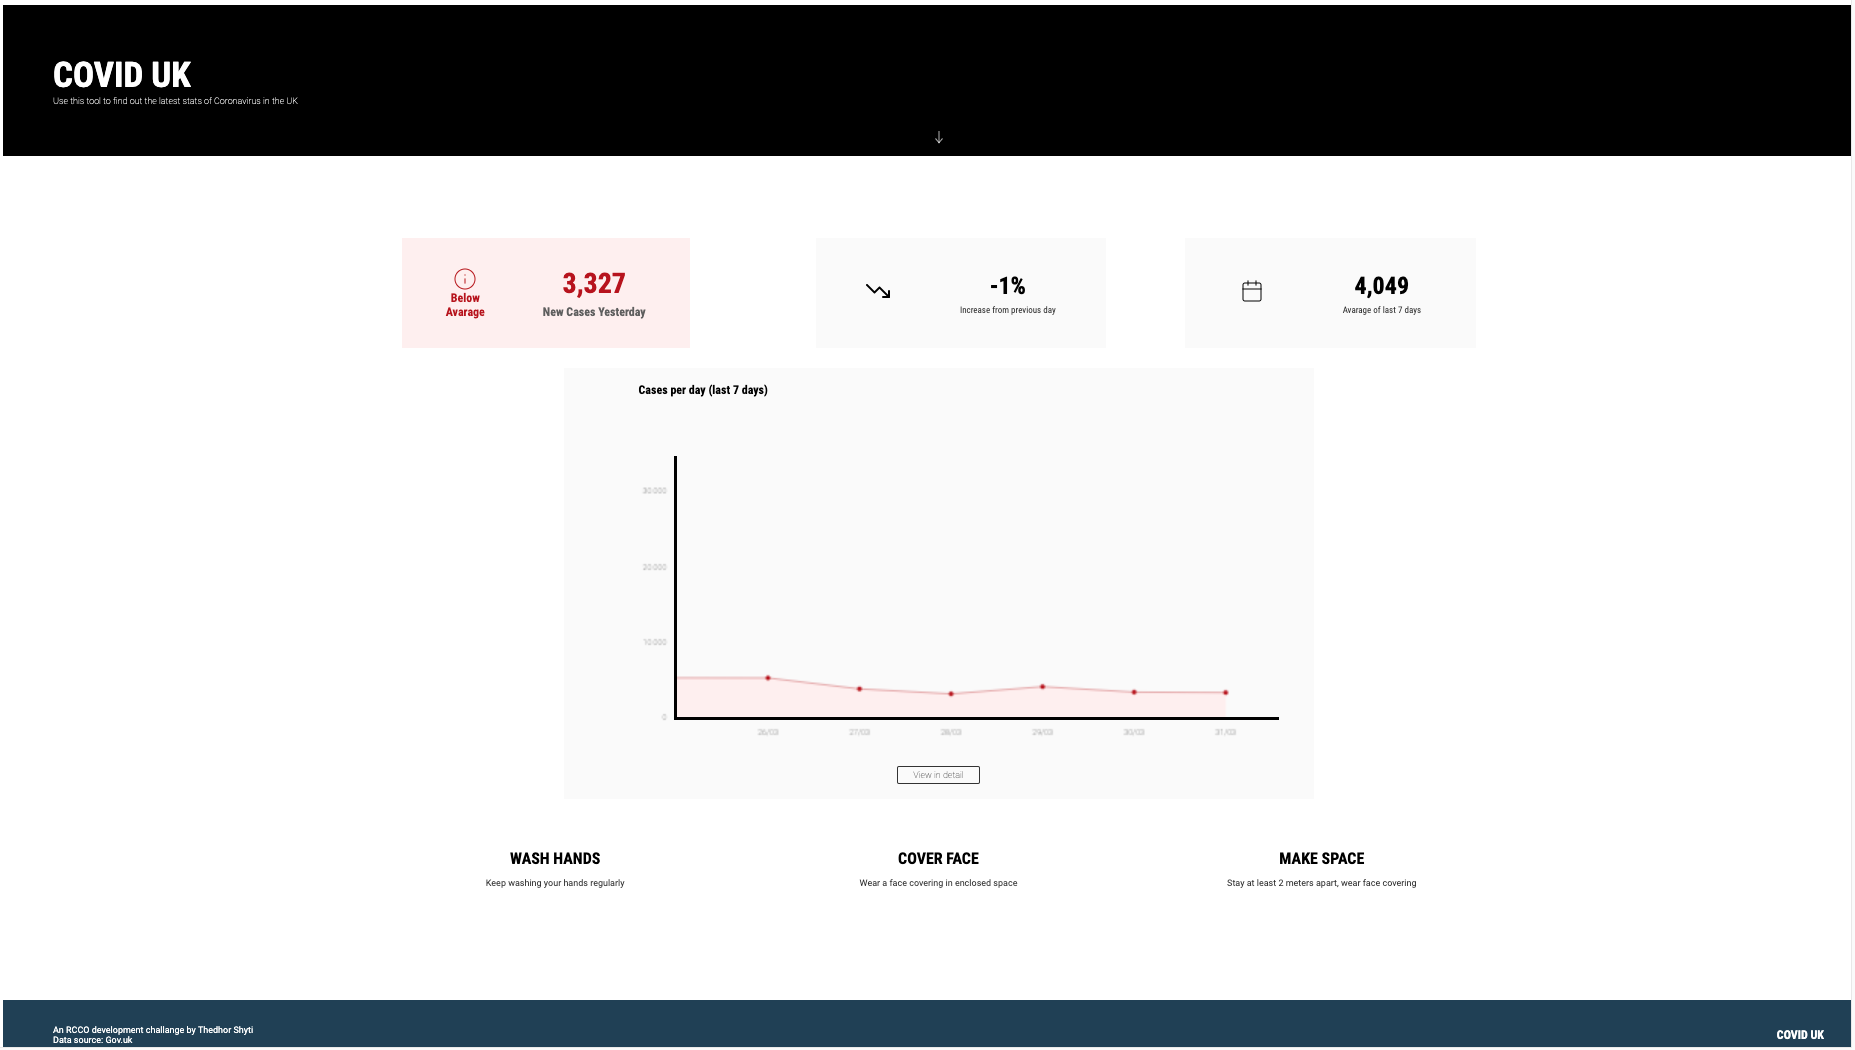 COVID UK
Use this tool to find out the latest stats of Coronavirus in the UK
Below
Avarage
3,327
New Cases Yesterday
-1%
Increase from previous day
4,049
Avarage of last 7 days
Cases per day (last 7 days)
30.000
20.000
10.000
0
26/03
27/03
28/03
29/03
30/03
31/03
View in detail
WASH HANDS
Keep washing your hands regularly
COVER FACE
Wear a face covering in enclosed space
MAKE SPACE
Stay at least 2 meters apart, wear face covering
An RCCO development challange by Thedhor Shyti
Data source: Gov.uk
COVID UK